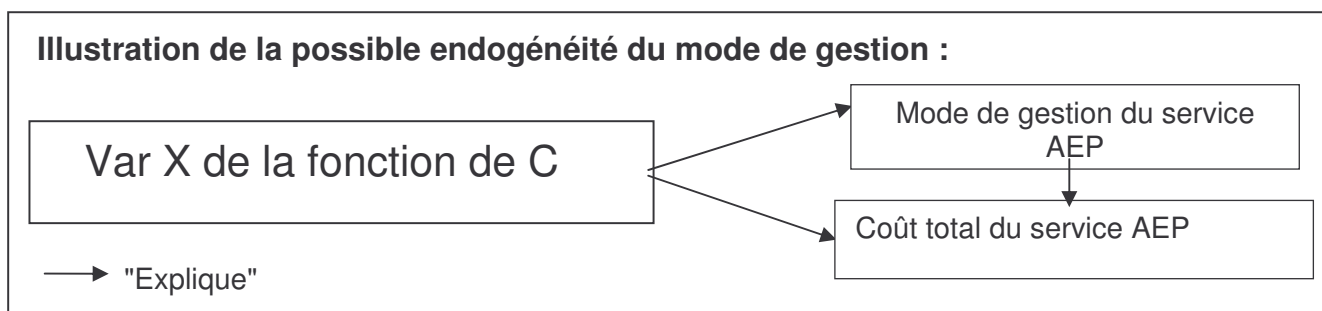 Illustration de la possible endogénéité du mode de gestion :
Var X de la fonction de C
Mode de gestion du service
AEP
Coût total du service AEP
"Explique"